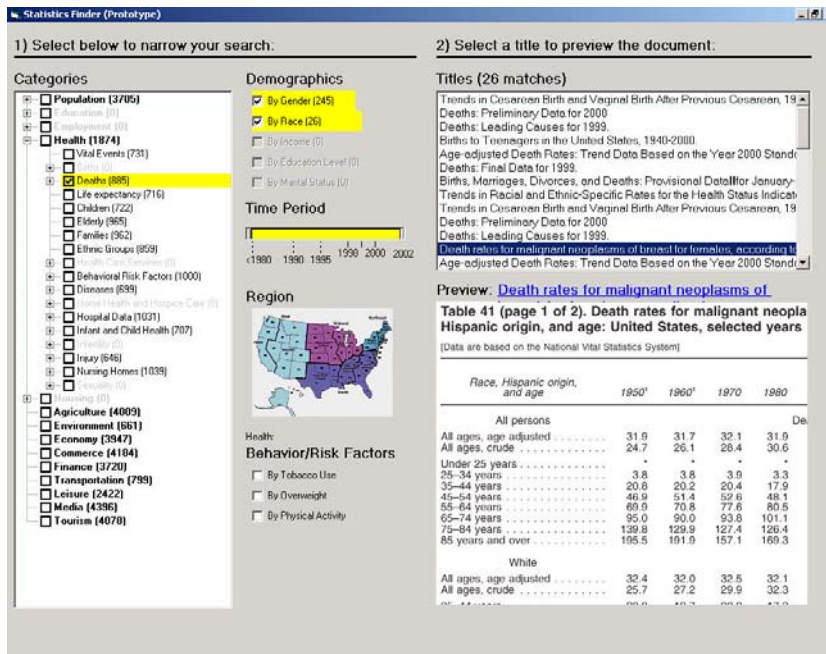 Statistics Finder (Prototype)
1) Select below to narrow your search:
Categories
Population (3705)
Education (0)
Employment (0)
Health (1874)
Vital Events (731)
Births (0)
Deaths (885)
Life expectancy (716)
Children (722)
Elderly (965)
Families (962)
Ethnic Groups (859)
Health Care Services (0)
Behavioral Risk Factors (1000)
Diseases (699)
Home Health and Hospice Care (0)
Hospital Data (1031)
Infant and Child Health (707)
Infertility (0)
Injury (646)
Nursing Homes (1039)
Sexuality (0)
Housing (0)
Agriculture (4009)
Environment (661)
Economy (3947)
Commerce (4184)
Finance (3720)
Transportation (799)
Leisure (2422)
Media (4396)
Tourism (4078)
Demographics
By Gender (245)
By Race (26)
By Income (0)
By Education Level (0)
By Marital Status (0)
Time Period
<1980 1990 1995 1998 2000 2002
Region
Health:
Behavior/Risk Factors
By Tobacco Use
By Overweight
By Physical Activity
2) Select a title to preview the document:
Titles (26 matches)
Trends in Cesarean Birth and Vaginal Birth After Previous Cesarean, 19
Deaths: Preliminary Data for 2000
Deaths: Leading Causes for 1999.
Births to Teenagers in the United States, 1940-2000.
Age-adjusted Death Rates: Trend Data Based on the Year 2000 Standa
Deaths: Final Data for 1999.
Births, Marriages, Divorces, and Deaths: Provisional Data for January-
Trends in Racial and Ethnic-Specific Rates for the Health Status Indicato
Trends in Cesarean Birth and Vaginal Birth After Previous Cesarean, 19
Deaths: Preliminary Data for 2000
Deaths: Leading Causes for 1999.
Death rates for malignant neoplasms of breast for females, according to
Age-adjusted Death Rates: Trend Data Based on the Year 2000 Standa
Preview: Death rates for malignant neoplasms of
Table 41 (page 1 of 2). Death rates for malignant neopla
Hispanic origin, and age: United States, selected years
[Data are based on the National Vital Statistics System]
Race, Hispanic origin,
and age 1950¹ 1960¹ 1970 1980
All persons De
All ages, age adjusted . . . . . . . . 31.9 31.7 32.1 31.9
All ages, crude . . . . . . . . . . . . . 24.7 26.1 28.4 30.6
Under 25 years . . . . . . . . . . . . . * * * *
25–34 years . . . . . . . . . . . . . . . 3.8 3.8 3.9 3.3
35–44 years . . . . . . . . . . . . . . . 20.8 20.2 20.4 17.9
45–54 years . . . . . . . . . . . . . . . 46.9 51.4 52.6 48.1
55–64 years . . . . . . . . . . . . . . . 69.9 70.8 77.6 80.5
65–74 years . . . . . . . . . . . . . . . 95.0 90.0 93.8 101.1
75–84 years . . . . . . . . . . . . . . . 139.8 129.9 127.4 126.4
85 years and over . . . . . . . . . . . 195.5 191.9 157.1 169.3
White
All ages, age adjusted . . . . . . . . 32.4 32.0 32.5 32.1
All ages, crude . . . . . . . . . . . . . 25.7 27.2 29.9 32.3